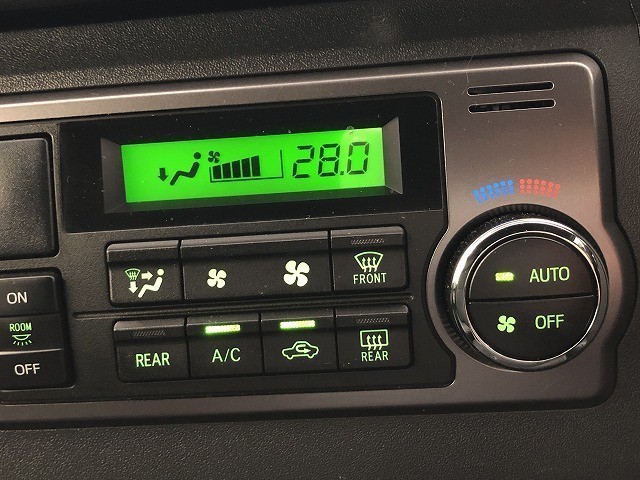 28.0
FRONT
ON
ROOM
OFF
REAR
A/C
REAR
AUTO
OFF